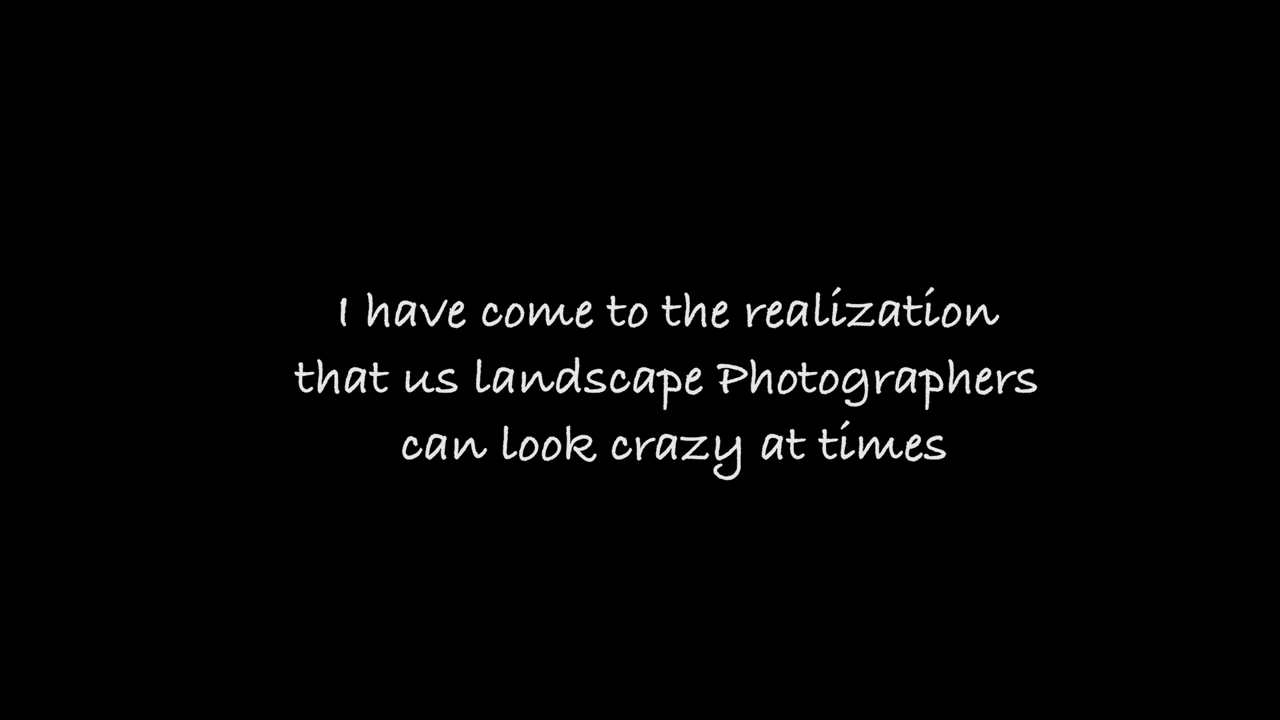 I have come to the realization
that us landscape Photographers
can look crazy at times